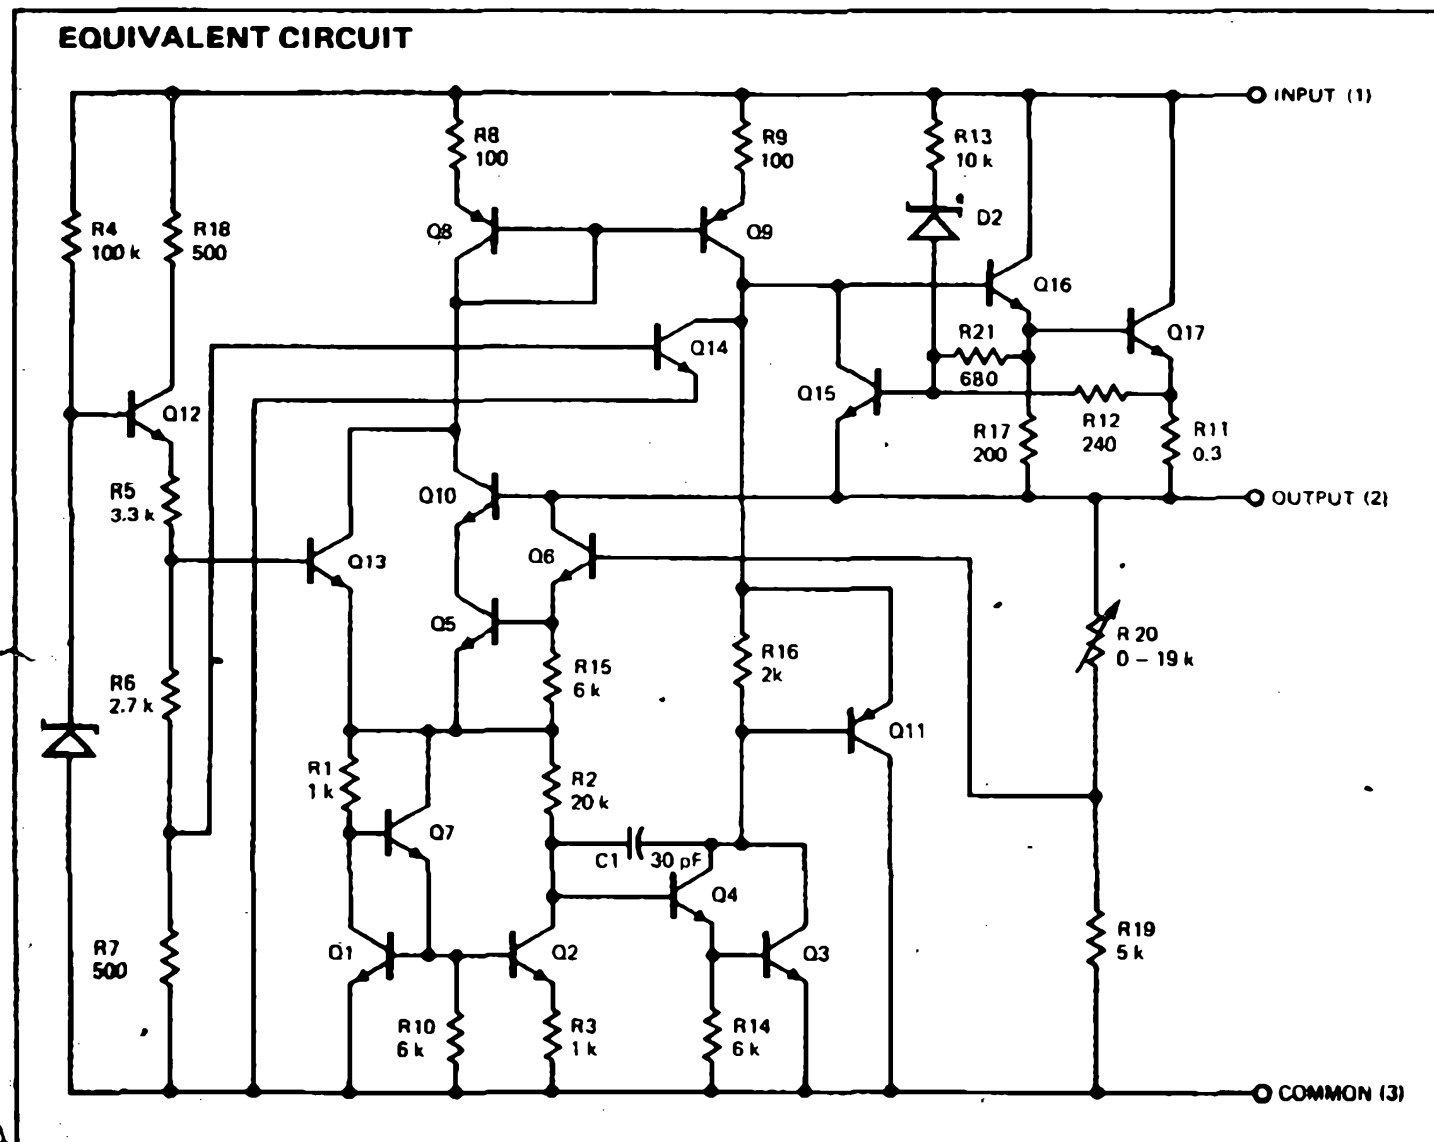 EQUIVALENT CIRCUIT
INPUT (1)
R8
100
R9
100
R13
10 k
R4
100 k
R18
500
Q8
Q9
D2
Q16
Q14
R21
680
Q17
Q15
Q12
R17
200
R12
240
R11
0.3
R5
3.3 k
Q10
OUTPUT (2)
Q13
Q6
Q5
R6
2.7 k
R15
6 k
R16
2k
R 20
0 – 19 k
Q11
R1
1 k
R2
20 k
Q7
C1
30 pF
Q4
R7
500
Q1
Q2
Q3
R19
5 k
R10
6 k
R3
1 k
R14
6 k
COMMON (3)